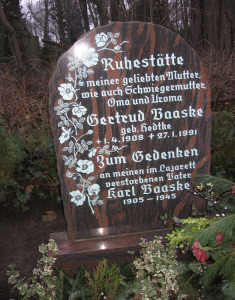 Ruhestätte
meiner geliebten Mutter,
wie auch Schwiegermutter,
Oma und Uroma
Gertrud Baaske
geb. Hedtke
*1.4.1908 +27.1.1991
Zum Gedenken
an meinen im Lazarett
verstorbenen Vater
Karl Baaske
1905-1945